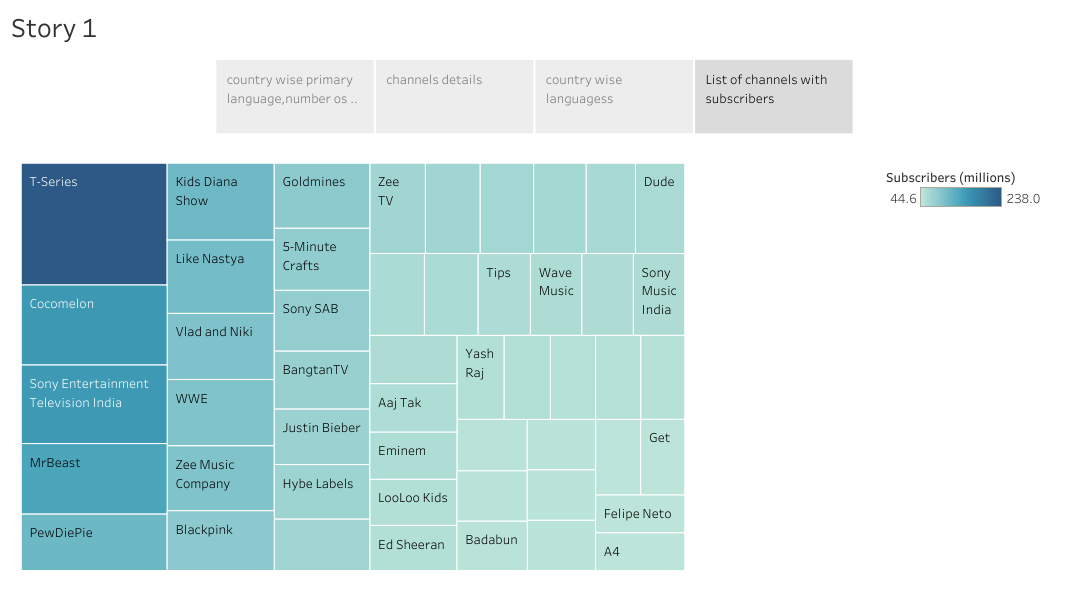 Story 1
country wise primary
language,number os ..
channels details
country wise
languagess
List of channels with
subscribers
Subscribers (millions)
44.6
238.0
T-Series
Cocomelon
Sony Entertainment
Television India
MrBeast
PewDiePie
Kids Diana
Show
Like Nastya
Vlad and Niki
WWE
Zee Music
Company
Blackpink
Goldmines
5-Minute
Crafts
Sony SAB
BangtanTV
Justin Bieber
Hybe Labels
Zee
TV
Dude
Tips
Wave
Music
Sony
Music
India
Aaj Tak
Eminem
LooLoo Kids
Ed Sheeran
Yash
Raj
Badabun
Get
Felipe Neto
A4